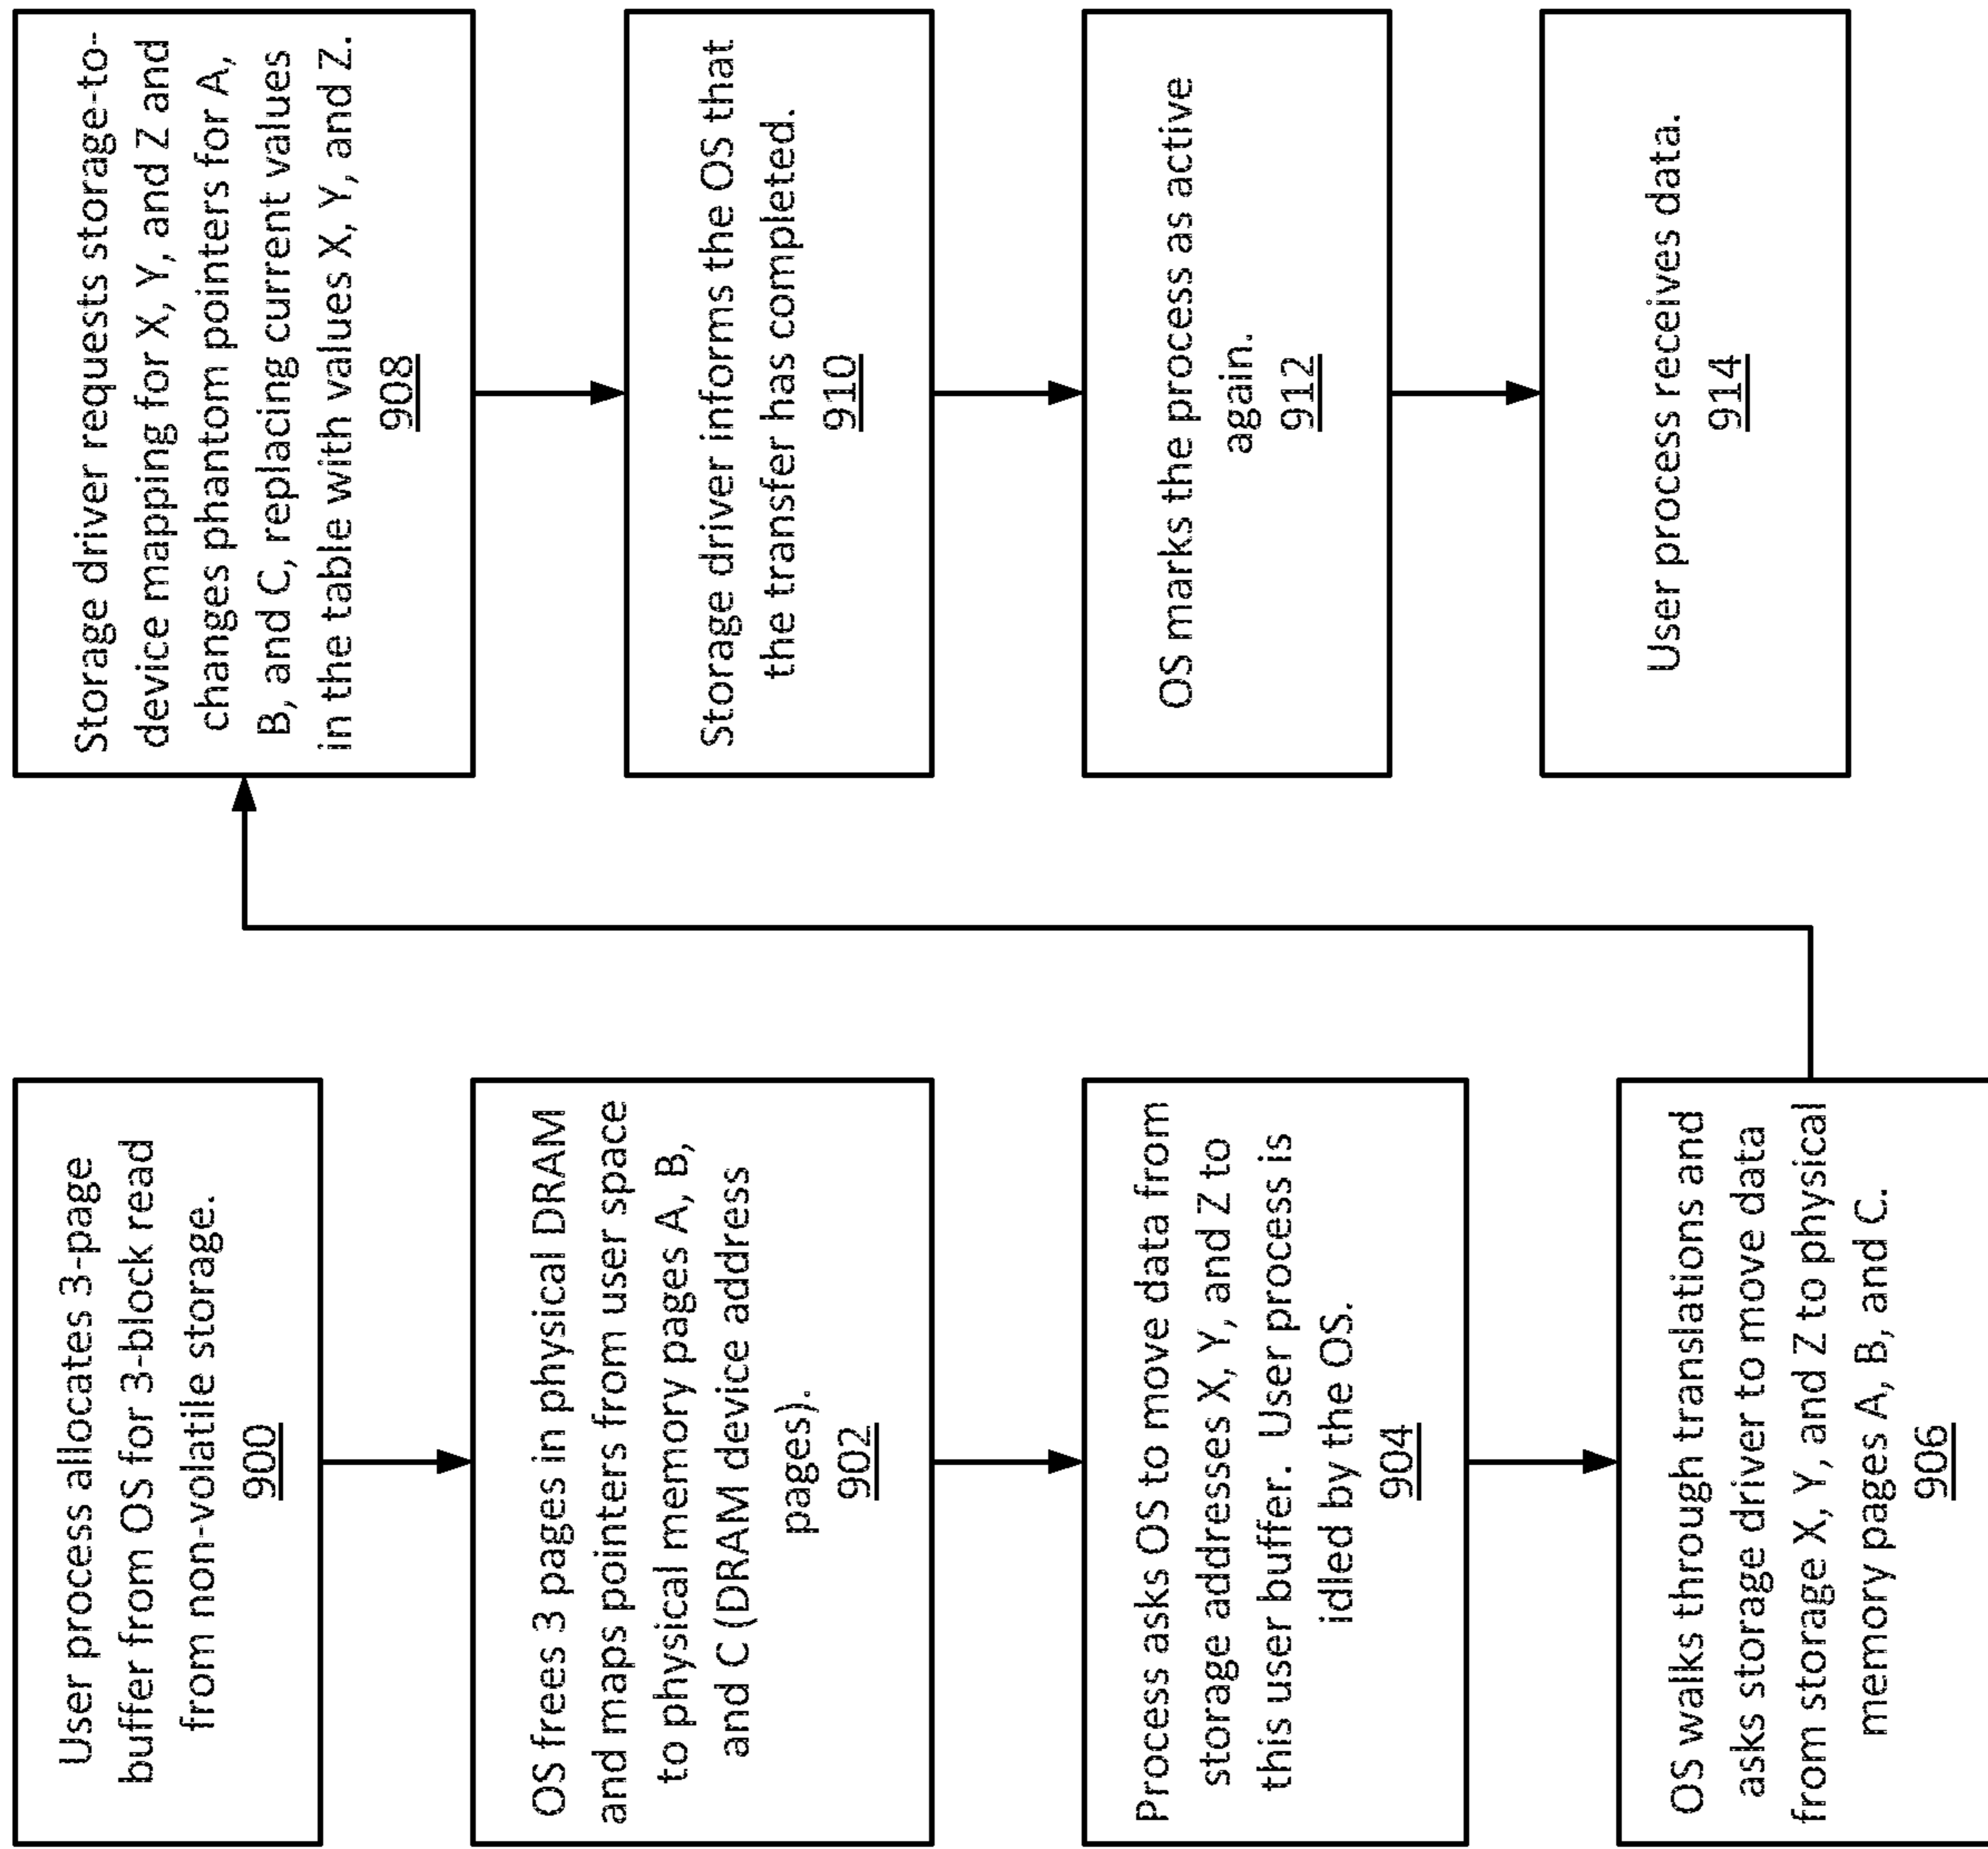 User process allocates 3-page
buffer from OS for 3-block read
from non-volatile storage.
900
OS frees 3 pages in physical DRAM
and maps pointers from user space
to physical memory pages A, B,
and C (DRAM device address
pages).
902
Process asks OS to move data from
storage addresses X, Y, and Z to
this user buffer.  User process is
idled by the OS.
904
OS walks through translations and
asks storage driver to move data
from storage X, Y, and Z to physical
memory pages A, B, and C.
906
Storage driver requests storage-to-
device mapping for X, Y, and Z and
changes phantom pointers for A,
B, and C, replacing current values
in the table with values X, Y, and Z.
908
Storage driver informs the OS that
the transfer has completed.
910
OS marks the process as active
again.
912
User process receives data.
914